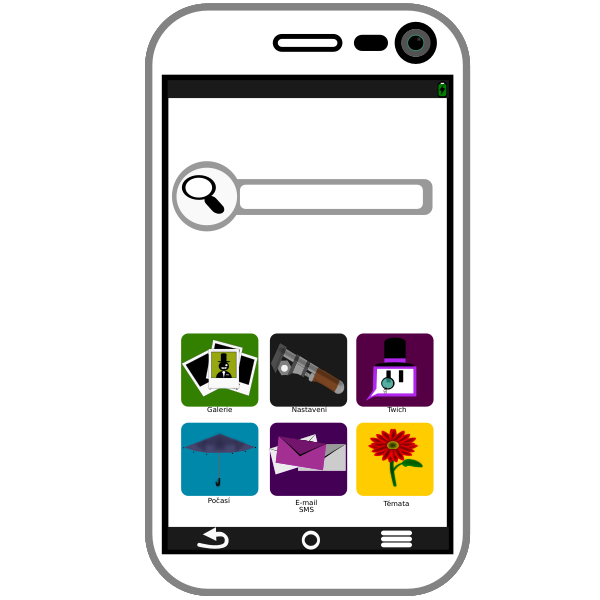 Galerie
Nastavení
Twich
Počasí
E-mail
SMS
Témata